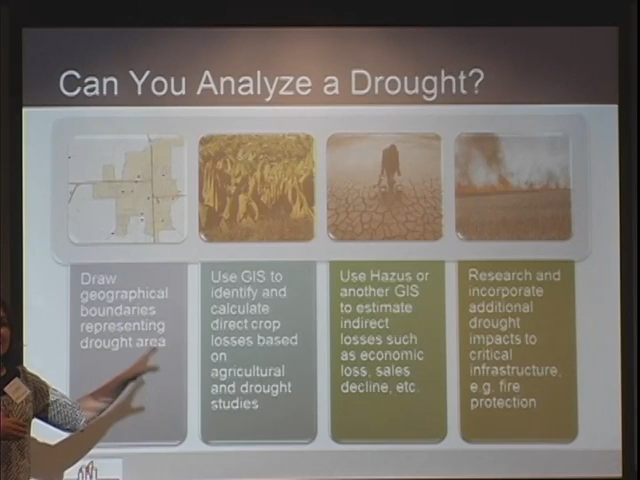 Can You Analyze a Drought?
Draw
geographical
boundaries
representing
drought area
Use GIS to
identify and
calculate
direct crop
losses based
on
agricultural
and drought
studies
Use Hazus or
another GIS
to estimate
indirect
losses such
as economic
loss, sales
decline, etc.
Research and
incorporate
additional
drought
impacts to
critical
infrastructure,
e.g. fire
protection